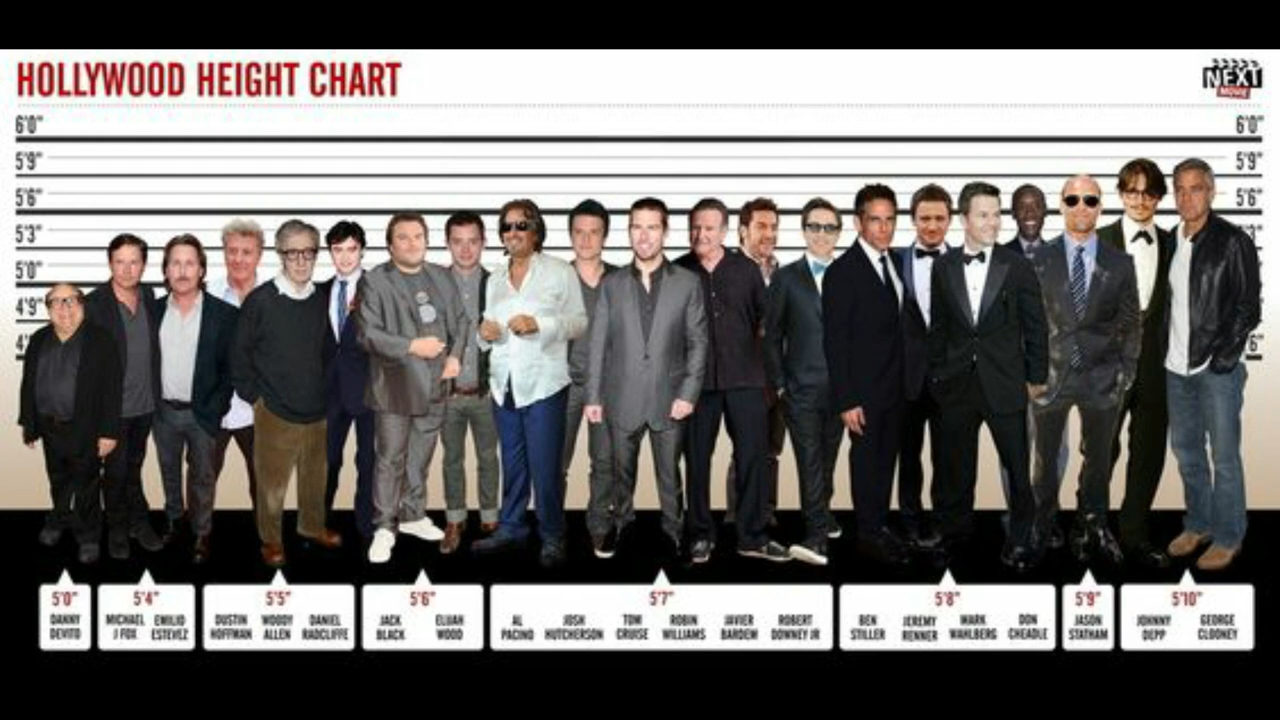 HOLLYWOOD HEIGHT CHART
NEXT
MOVIE
6'0" 6'0"
5'9" 5'9"
5'6" 5'6"
5'3" 3"
5'0"
4'9"
4' 6"
5'0" 5'4" 5'5" 5'6" 5'7" 5'8" 5'9" 5'10"
DANNY DEVITO
MICHAEL J FOX
EMILIO ESTEVEZ
DUSTIN HOFFMAN
WOODY ALLEN
DANIEL RADCLIFFE
JACK BLACK
ELIJAH WOOD
AL PACINO
JOSH HUTCHERSON
TOM CRUISE
ROBIN WILLIAMS
JAVIER BARDEM
ROBERT DOWNEY JR
BEN STILLER
JEREMY RENNER
MARK WAHLBERG
DON CHEADLE
JASON STATHAM
JOHNNY DEPP
GEORGE CLOONEY